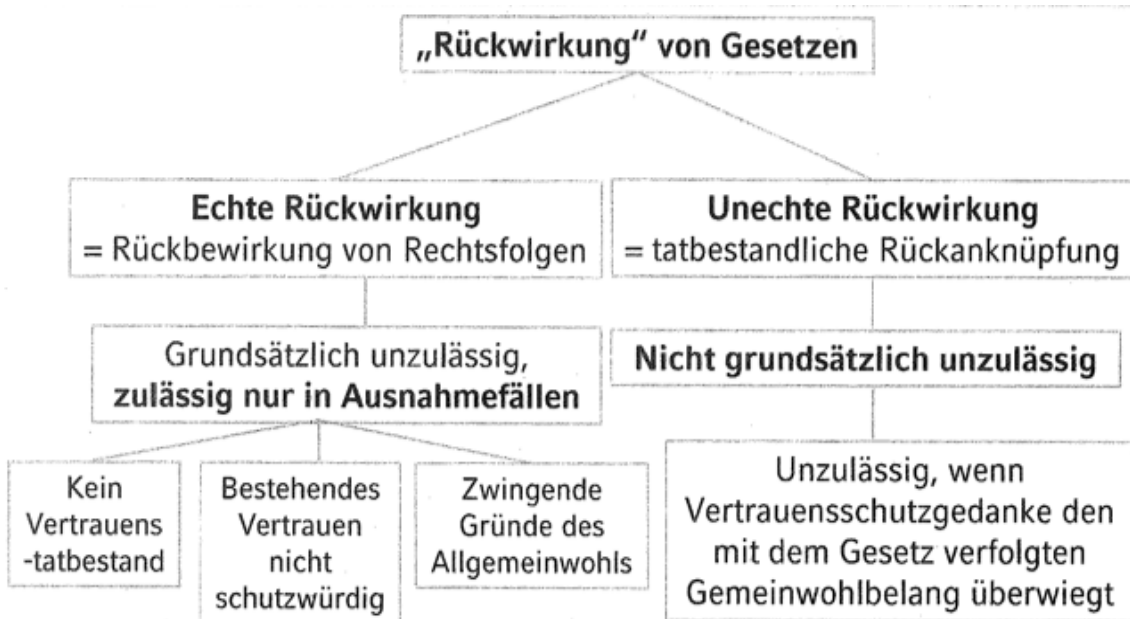 „Rückwirkung“ von Gesetzen
Echte Rückwirkung
= Rückbewirkung von Rechtsfolgen
Unechte Rückwirkung
= tatbestandliche Rückanknüpfung
Grundsätzlich unzulässig,
zulässig nur in Ausnahmefällen
Nicht grundsätzlich unzulässig
Kein
Vertrauens
-tatbestand
Bestehendes
Vertrauen
nicht
schutzwürdig
Zwingende
Gründe des
Allgemeinwohls
Unzulässig, wenn
Vertrauensschutzgedanke den
mit dem Gesetz verfolgten
Gemeinwohlbelang überwiegt